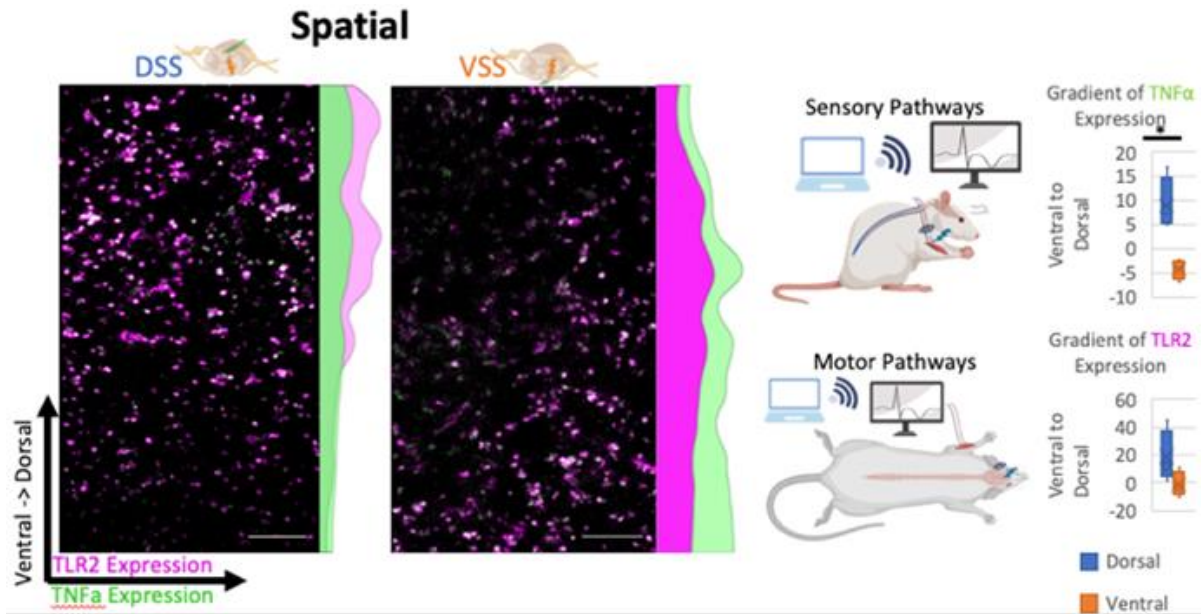 Spatial
DSS
VSS
Ventral -> Dorsal
TLR2 Expression
TNFa Expression
Sensory Pathways
Motor Pathways
Gradient of TNFα
Expression
*
20
15
10
5
0
-5
-10
Ventral to
Dorsal
Gradient of TLR2
Expression
60
40
20
0
-20
Ventral to
Dorsal
Dorsal
Ventral